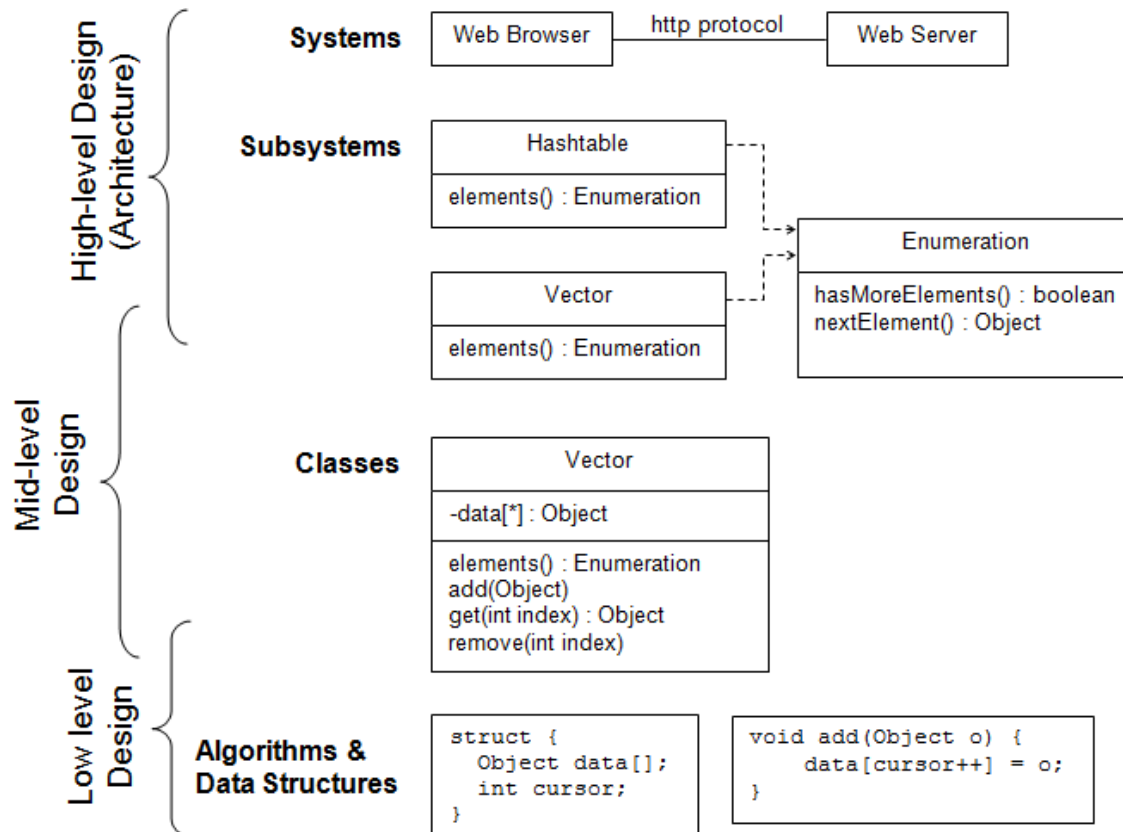 High-level Design
(Architecture)
Systems
Web Browser
http protocol
Web Server
Subsystems
Hashtable
elements() : Enumeration
Enumeration
hasMoreElements() : boolean
nextElement() : Object
Vector
elements() : Enumeration
Mid-level
Design
Classes
Vector
-data[*] : Object
elements() : Enumeration
add(Object)
get(int index) : Object
remove(int index)
Low level
Design
Algorithms &
Data Structures
struct {
Object data[];
int cursor;
}
void add(Object o) {
data[cursor++] = o;
}